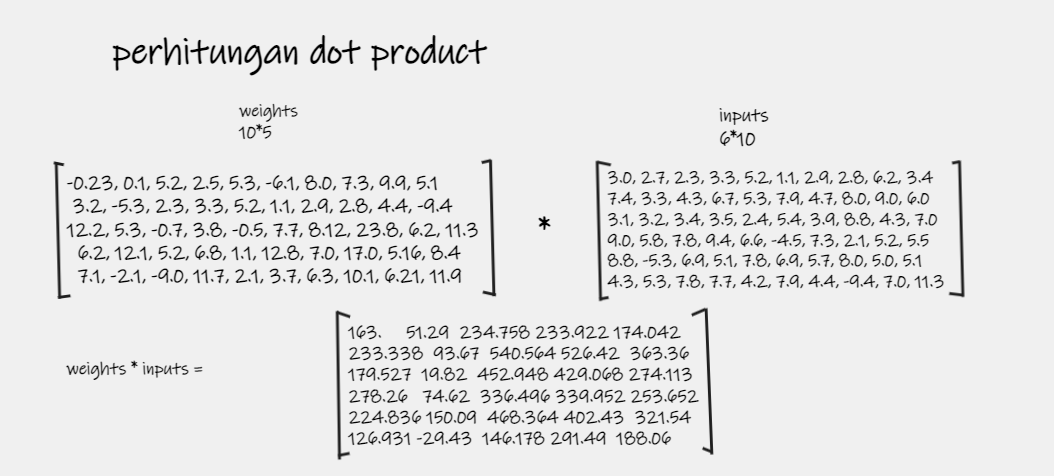 perhitungan dot product
weights
10*5
inputs
6*10
-0.23, 0.1, 5.2, 2.5, 5.3, -6.1, 8.0, 7.3, 9.9, 5.1
3.2, -5.3, 2.3, 3.3, 5.2, 1.1, 2.9, 2.8, 4.4, -9.4
12.2, 5.3, -0.7, 3.8, -0.5, 7.7, 8.12, 23.8, 6.2, 11.3
6.2, 12.1, 5.2, 6.8, 1.1, 12.8, 7.0, 17.0, 5.16, 8.4
7.1, -2.1, -9.0, 11.7, 2.1, 3.7, 6.3, 10.1, 6.21, 11.9
*
3.0, 2.7, 2.3, 3.3, 5.2, 1.1, 2.9, 2.8, 6.2, 3.4
7.4, 3.3, 4.3, 6.7, 5.3, 7.9, 4.7, 8.0, 9.0, 6.0
3.1, 3.2, 3.4, 3.5, 2.4, 5.4, 3.9, 8.8, 4.3, 7.0
9.0, 5.8, 7.8, 9.4, 6.6, -4.5, 7.3, 2.1, 5.2, 5.5
8.8, -5.3, 6.9, 5.1, 7.8, 6.9, 5.7, 8.0, 5.0, 5.1
4.3, 5.3, 7.8, 7.7, 4.2, 7.9, 4.4, -9.4, 7.0, 11.3
weights * inputs =
163. 51.29 234.758 233.922 174.042
233.338 93.67 540.564 526.42 363.36
179.527 19.82 452.948 429.068 274.113
278.26 74.62 336.496 339.952 253.652
224.836 150.09 468.364 402.43 321.54
126.931 -29.43 146.178 291.49 188.06